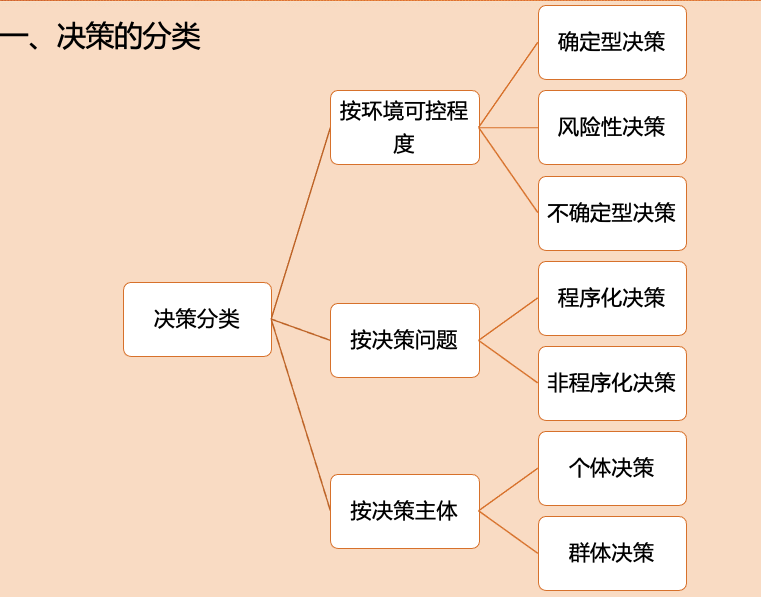 一、决策的分类
决策分类
按环境可控程
度
确定型决策
风险性决策
不确定型决策
按决策问题
程序化决策
非程序化决策
按决策主体
个体决策
群体决策